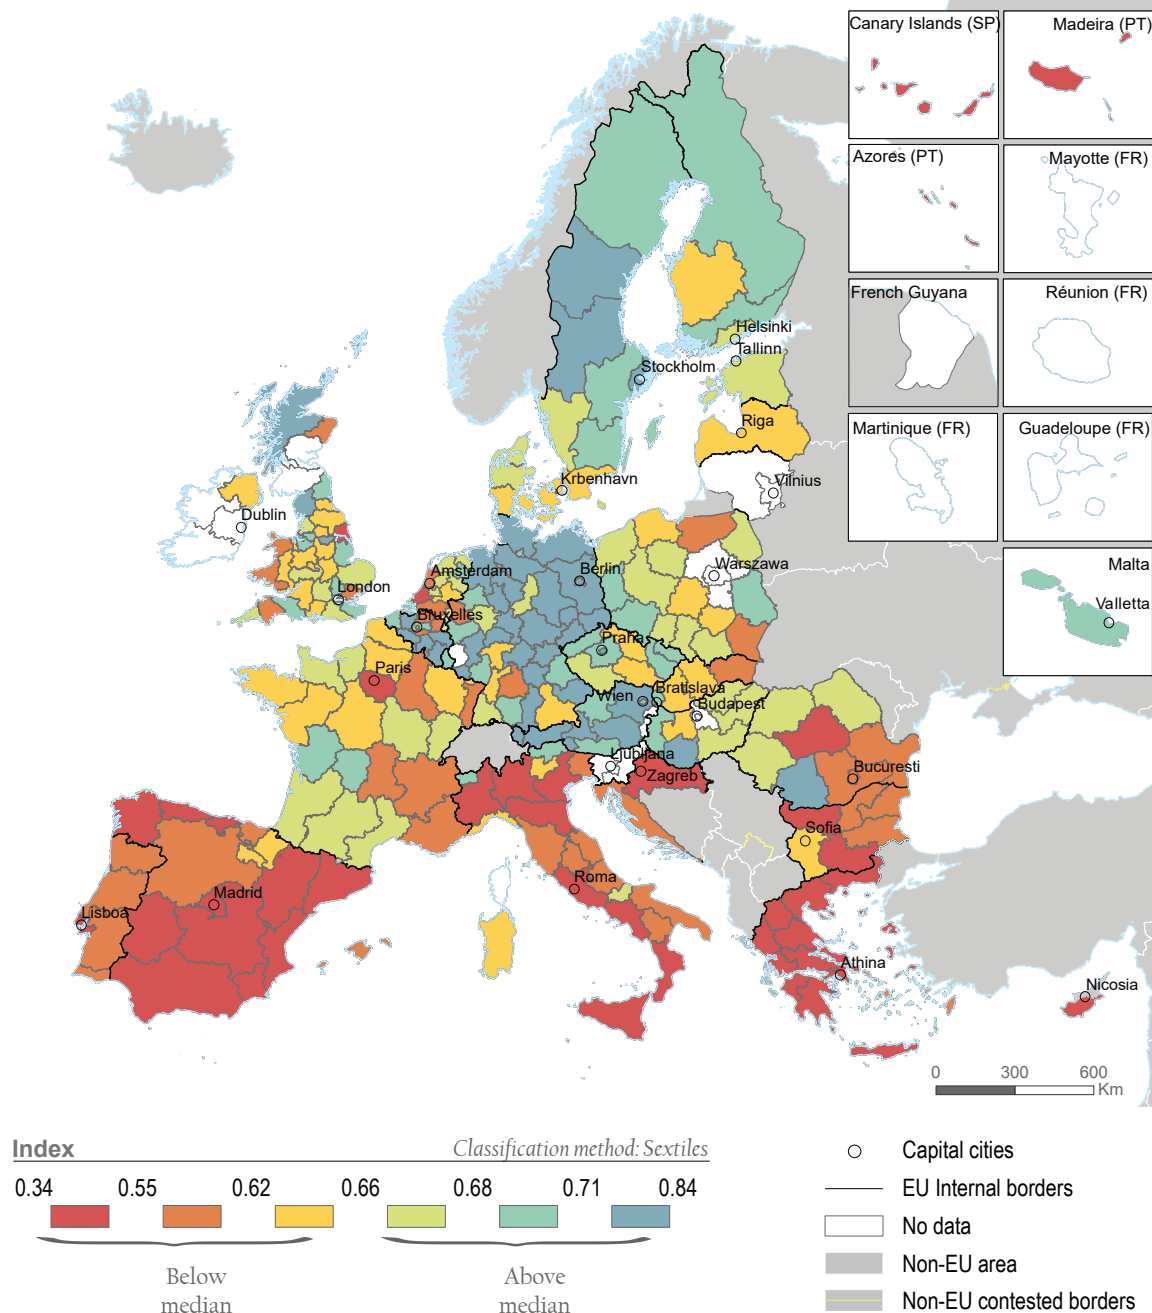 Canary Islands (SP)
Madeira (PT)
Azores (PT)
Mayotte (FR)
French Guyana
Réunion (FR)
Martinique (FR)
Guadeloupe (FR)
Malta
Valletta
Helsinki
Tallinn
Stockholm
Riga
Krbenhavn
Vilnius
Dublin
Amsterdam
Berlin
Warszawa
London
Bruxelles
Praha
Paris
Wien
Bratislava
Budapest
Ljubljana
Zagreb
Bucuresti
Sofia
Madrid
Roma
Lisboa
Athina
Nicosia
0 300 600
Km
Index
Classification method: Sextiles
0.34 0.55 0.62 0.66 0.68 0.71 0.84
Below
median
Above
median
Capital cities
EU Internal borders
No data
Non-EU area
Non-EU contested borders